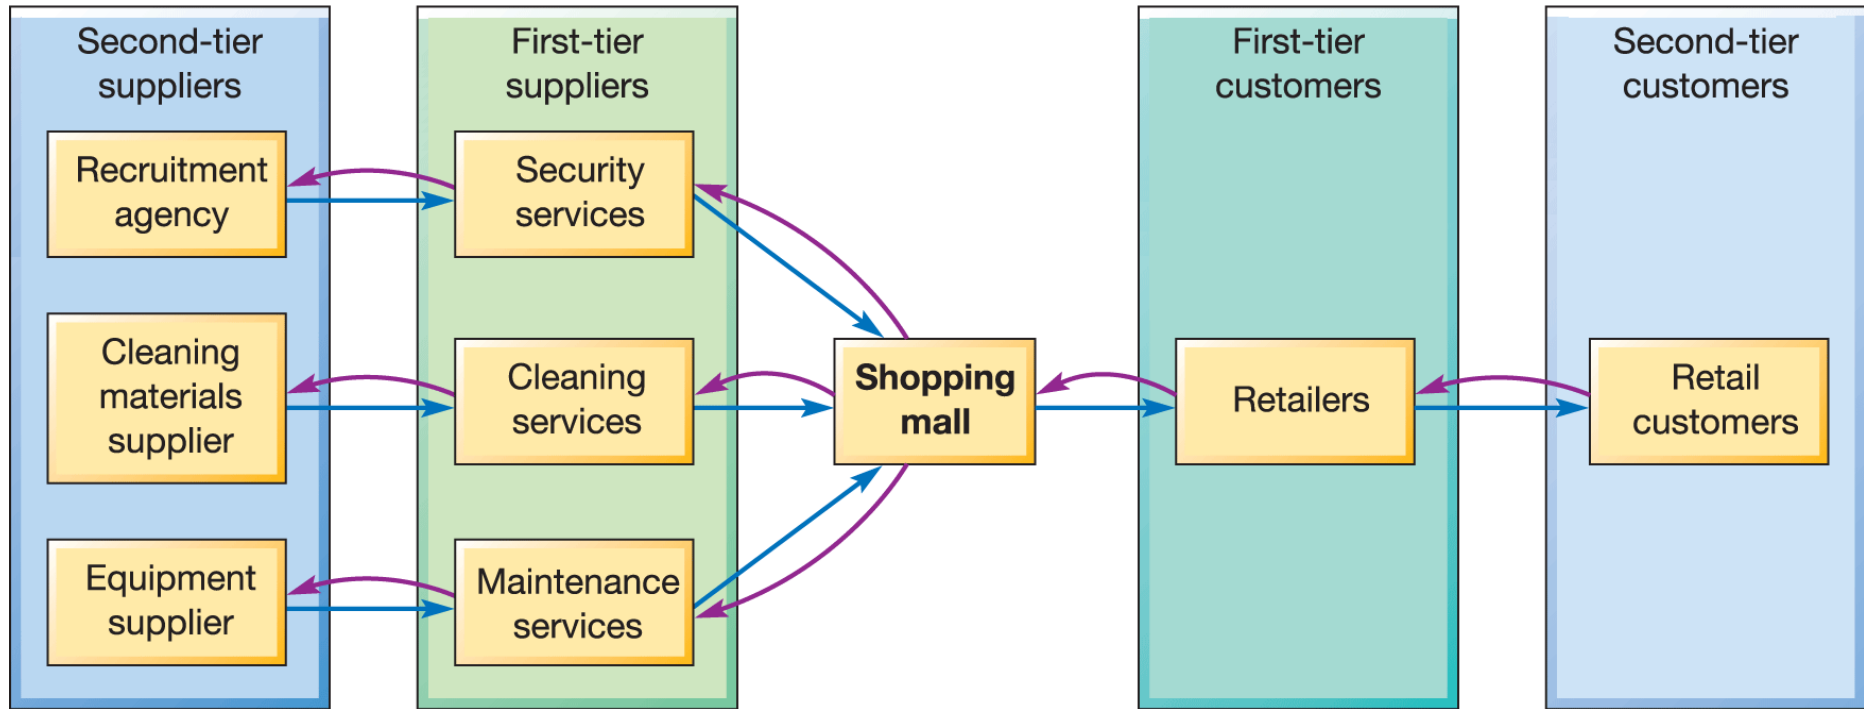 Second-tier
suppliers
Recruitment
agency
Cleaning
materials
supplier
Equipment
supplier
First-tier
suppliers
Security
services
Cleaning
services
Maintenance
services
Shopping
mall
First-tier
customers
Retailers
Second-tier
customers
Retail
customers